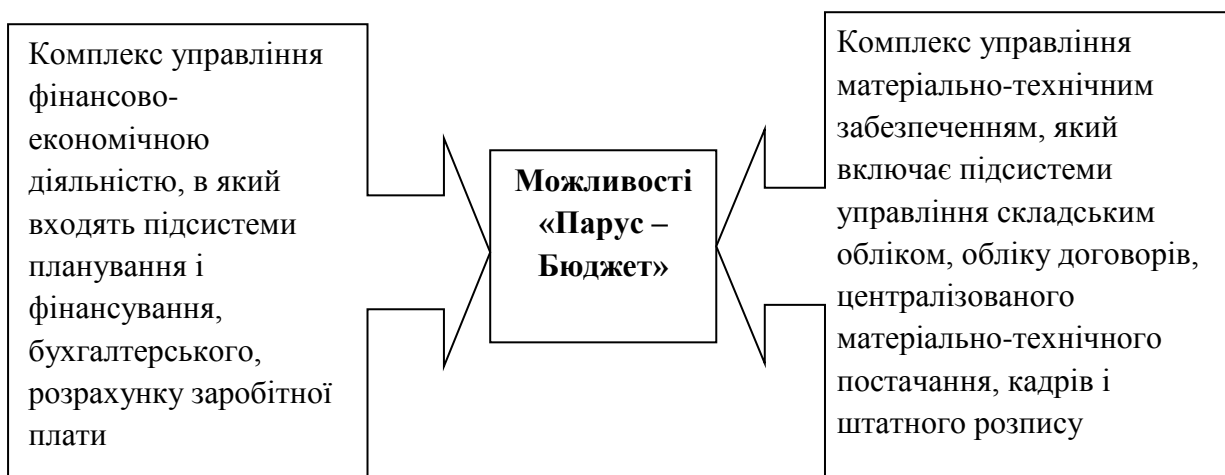 Комплекс управління
фінансово-
економічною
діяльністю, в який
входять підсистеми
планування і
фінансування,
бухгалтерського,
розрахунку заробітної
плати
Можливості
«Парус –
Бюджет»
Комплекс управління
матеріально-технічним
забезпеченням, який
включає підсистеми
управління складським
обліком, обліку договорів,
централізованого
матеріально-технічного
постачання, кадрів і
штатного розпису